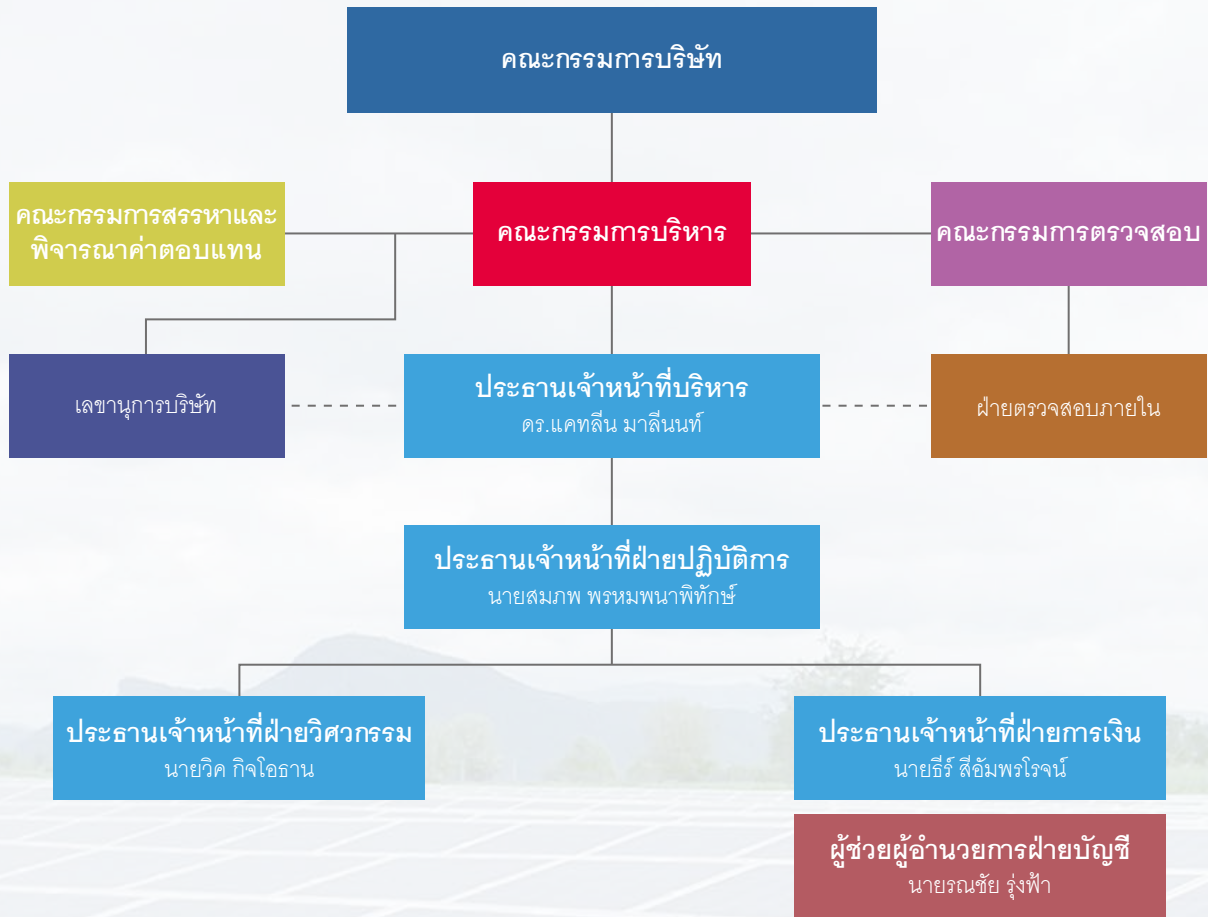 คณะกรรมการบริษัท
คณะกรรมการสรรหาและ
พิจารณาค่าตอบแทน
คณะกรรมการบริหาร
คณะกรรมการตรวจสอบ
เลขานุการบริษัท
ประธานเจ้าหน้าที่บริหาร
ดร.แคทลีน มาลีนนท์
ฝ่ายตรวจสอบภายใน
ประธานเจ้าหน้าที่ฝ่ายปฏิบัติการ
นายสมภพ พรหมพนาพิทักษ์
ประธานเจ้าหน้าที่ฝ่ายวิศวกรรม
นายวิค กิจโอธาน
ประธานเจ้าหน้าที่ฝ่ายการเงิน
นายธีร์ สีอัมพรโรจน์
ผู้ช่วยผู้อำนวยการฝ่ายบัญชี
นายรณชัย รุ่งฟ้า